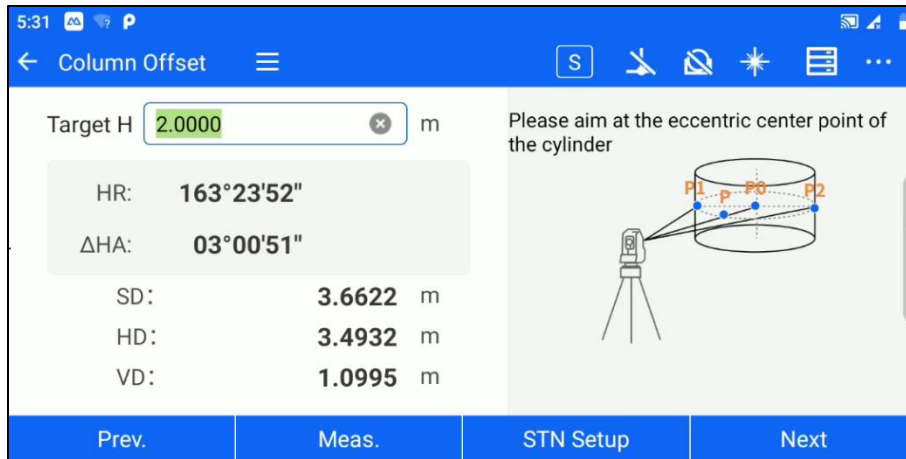 5:31
Column Offset
S
Target H 2.0000 m
Please aim at the eccentric center point of
the cylinder
HR: 163°23'52"
ΔHA: 03°00'51"
SD: 3.6622 m
HD: 3.4932 m
VD: 1.0995 m
P1 P P0 P2
Prev. Meas. STN Setup Next